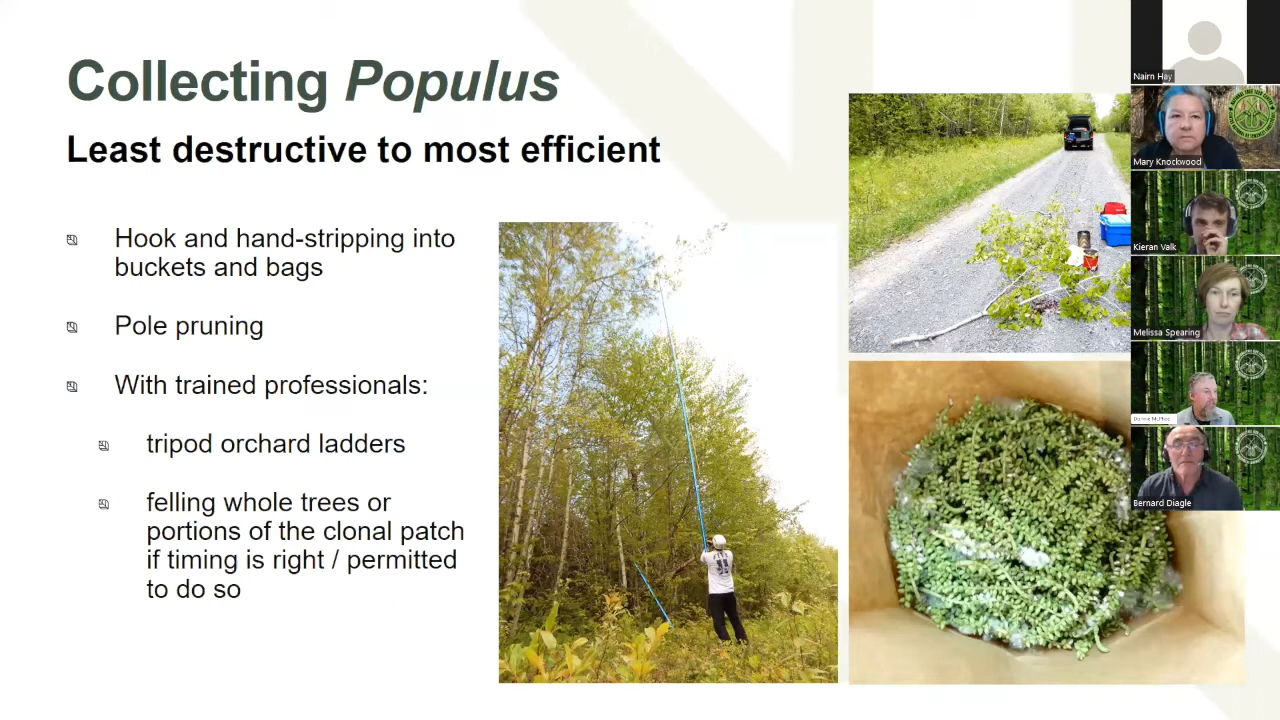 Collecting Populus
Least destructive to most efficient
Hook and hand-stripping into
buckets and bags
Pole pruning
With trained professionals:
tripod orchard ladders
felling whole trees or
portions of the clonal patch
if timing is right / permitted
to do so
Nairn Hay
Mary Knockwood
Kieran Valk
Melissa Spearing
Donnie McPhee
Bernard Diagle